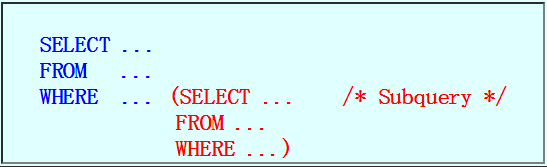 SELECT ...
FROM ...
WHERE ... (SELECT ... /* Subquery */
FROM ...
WHERE ...)